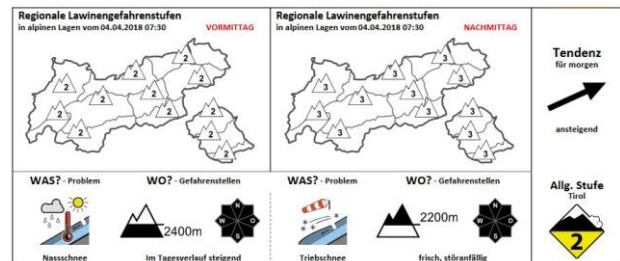 Regionale Lawinengefahrenstufen
in alpinen Lagen vom 04.04.2018 07:30 VORMITTAG
2
2
2
2
2
2
2
2
2
2
2
Regionale Lawinengefahrenstufen
in alpinen Lagen vom 04.04.2018 07:30 NACHMITTAG
3
3
3
3
3
3
3
3
3
3
3
Tendenz
für morgen
ansteigend
WAS? - Problem
WO? - Gefahrenstellen
2400m
N
W O
S
Nassschnee
Im Tagesverlauf steigend
WAS? - Problem
WO? - Gefahrenstellen
2200m
N
W O
S
Triebschnee
frisch, störanfällig
Allg. Stufe
Tirol
2